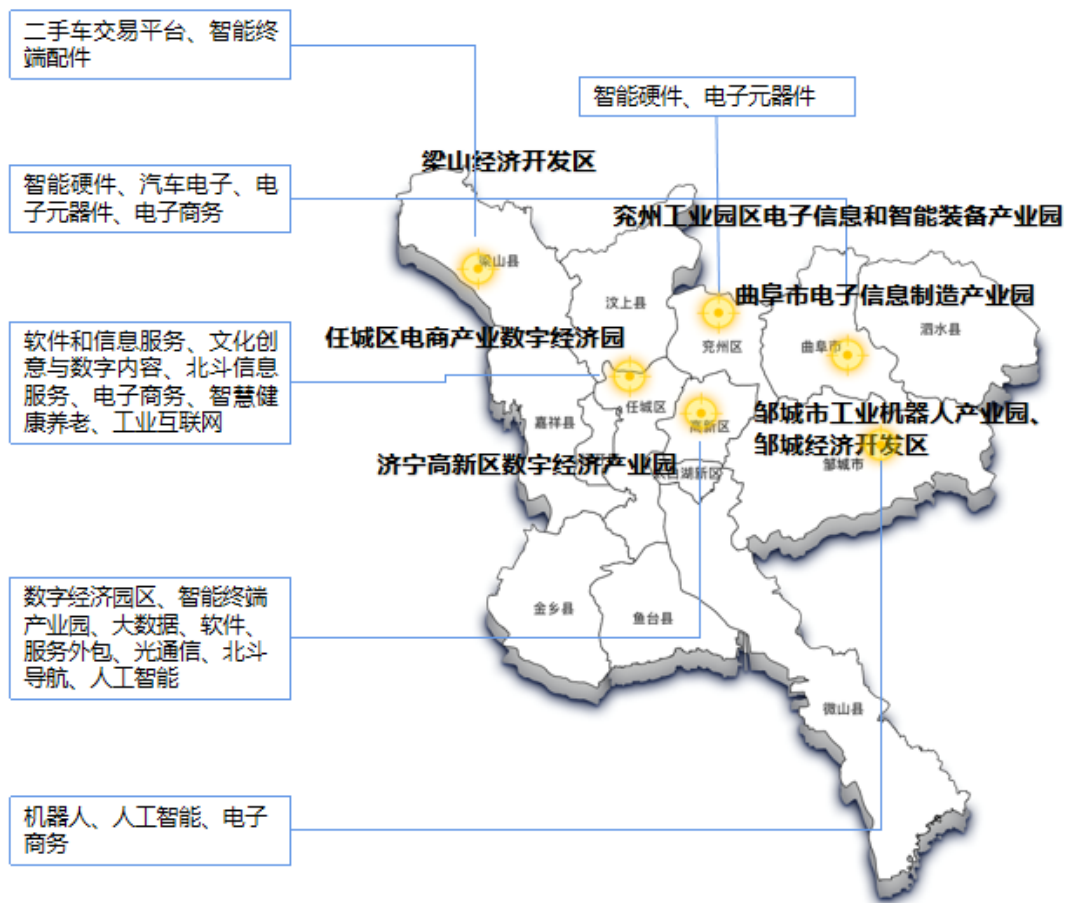 二手车交易平台、智能终
端配件
智能硬件、电子元器件
梁山经济开发区
智能硬件、汽车电子、电
子元器件、电子商务
兖州工业园区电子信息和智能装备产业园
梁山县
曲阜市电子信息制造产业园
汶上县
泗水县
任城区电商产业数字经济园
兖州区
曲阜市
软件和信息服务、文化创
意与数字内容、北斗信息
服务、电子商务、智慧健
康养老、工业互联网
任城区
邹城市工业机器人产业园、
邹城经济开发区
嘉祥县
高新区
济宁高新区数字经济产业园
湖新区
邹城市
数字经济园区、智能终端
产业园、大数据、软件、
服务外包、光通信、北斗
导航、人工智能
金乡县
鱼台县
微山县
机器人、人工智能、电子
商务